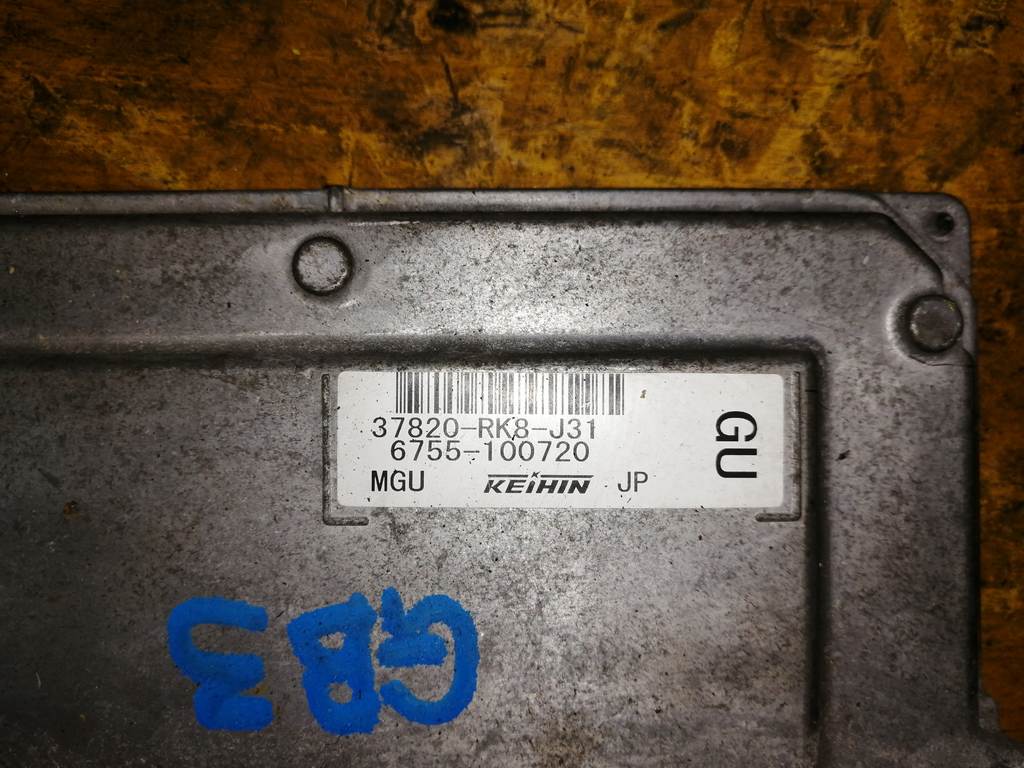 37820-RK8-J31
6755-100720
MGU KEIHIN JP
GU
GB3